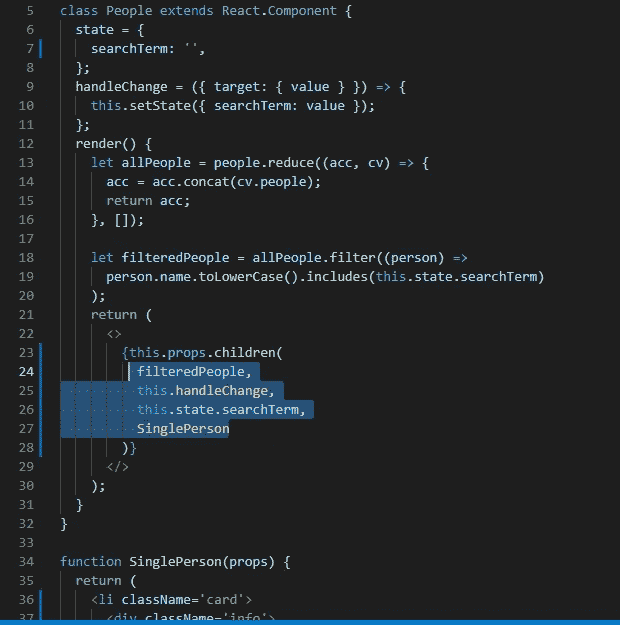 5 class People extends React.Component {
6 state = {
7 searchTerm: '',
8 };
9 handleChange = ({ target: { value } }) => {
10 this.setState({ searchTerm: value });
11 };
12 render() {
13 let allPeople = people.reduce((acc, cv) => {
14 acc = acc.concat(cv.people);
15 return acc;
16 }, []);
17
18 let filteredPeople = allPeople.filter((person) =>
19 person.name.toLowerCase().includes(this.state.searchTerm)
20 );
21 return (
22 <>
23 {this.props.children(
24 filteredPeople,
25 this.handleChange,
26 this.state.searchTerm,
27 SinglePerson
28 )}
29 </>
30 );
31 }
32 }
33
34 function SinglePerson(props) {
35 return (
36 <li className='card'>
37 <div className='info'>